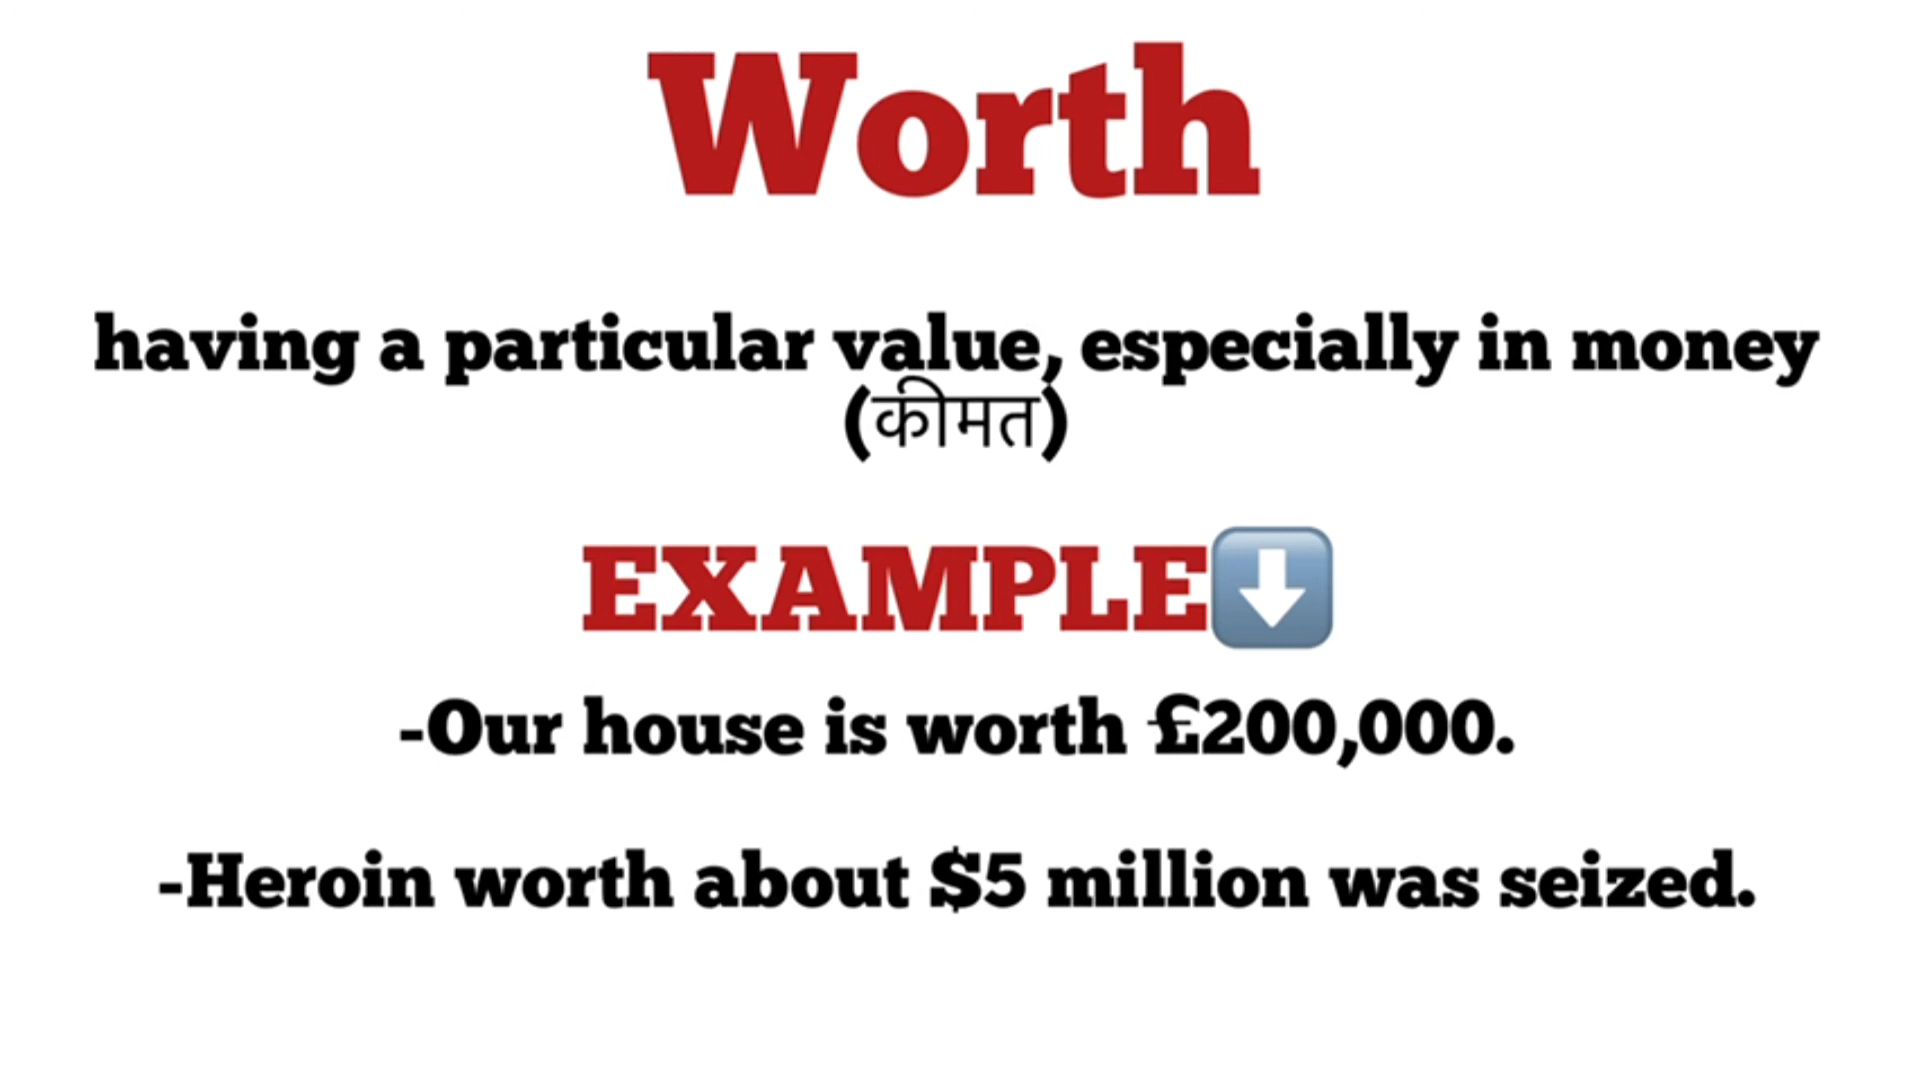 Worth
having a particular value, especially in money
(कीमत)
EXAMPLE⬇️
-Our house is worth £200,000.
-Heroin worth about $5 million was seized.